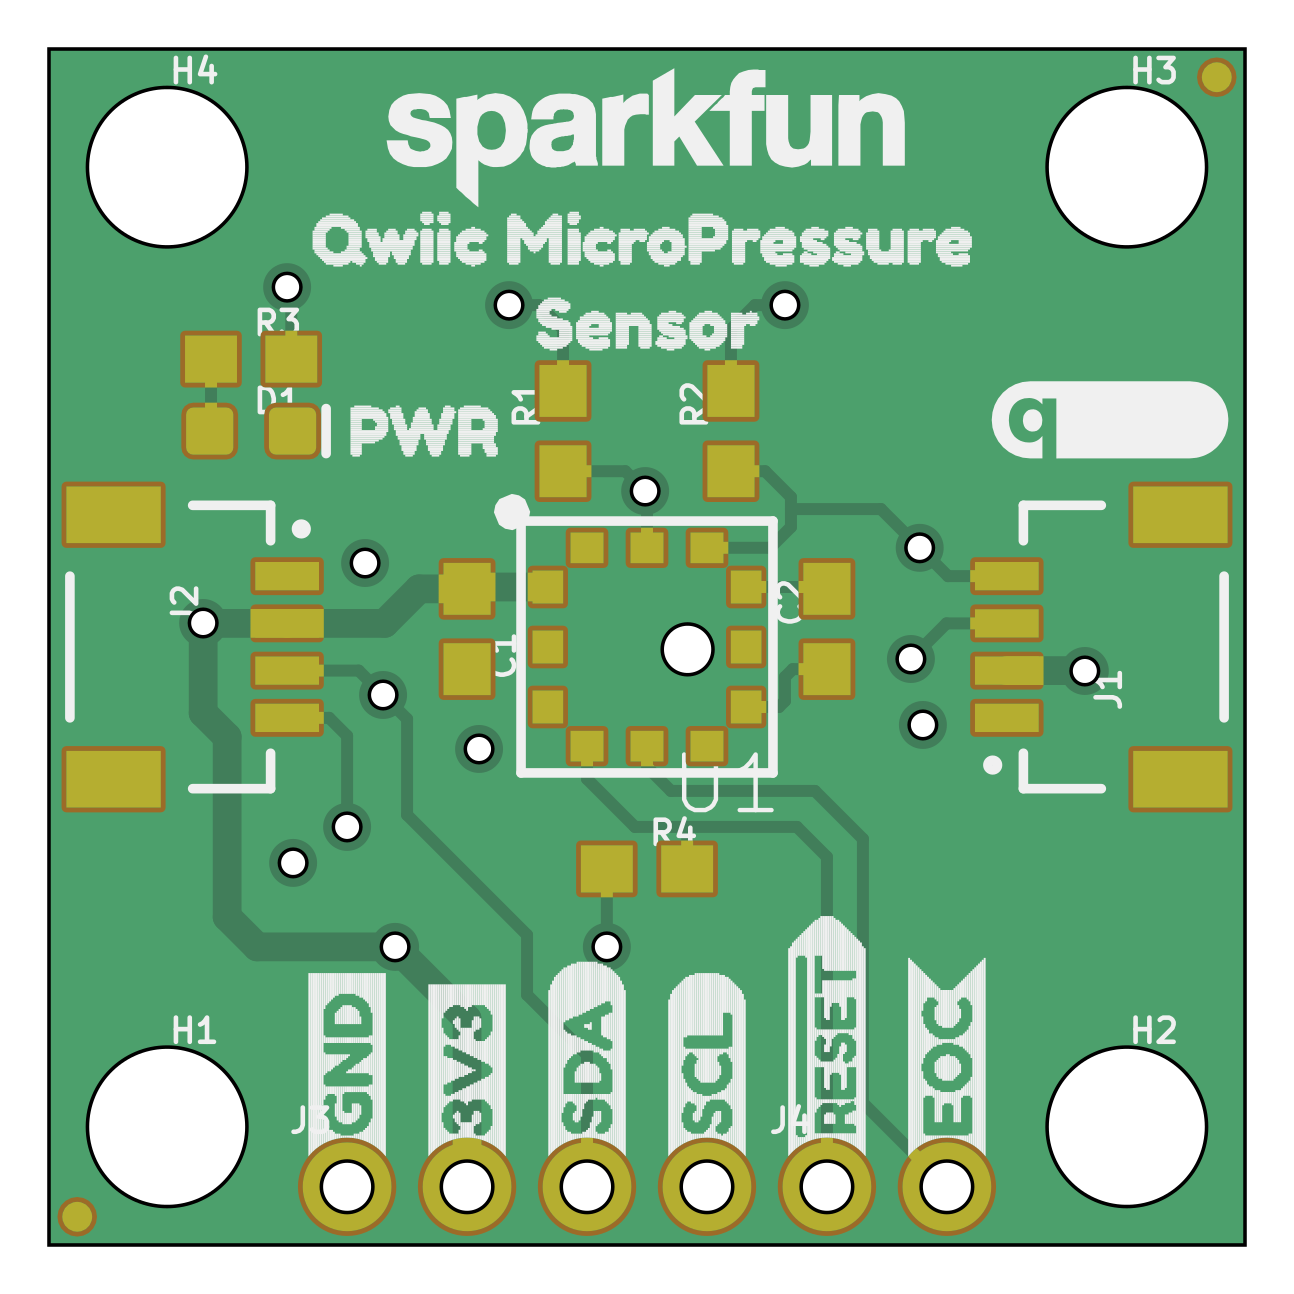 H4
H3
sparkfun
Qwiic MicroPressure
Sensor
R3
D1
PWR
R1
R2
q
J2
C1
C2
J1
U1
R4
H1
H2
GND
3V3
SDA
SCL
RESET
EOC
J3
J4